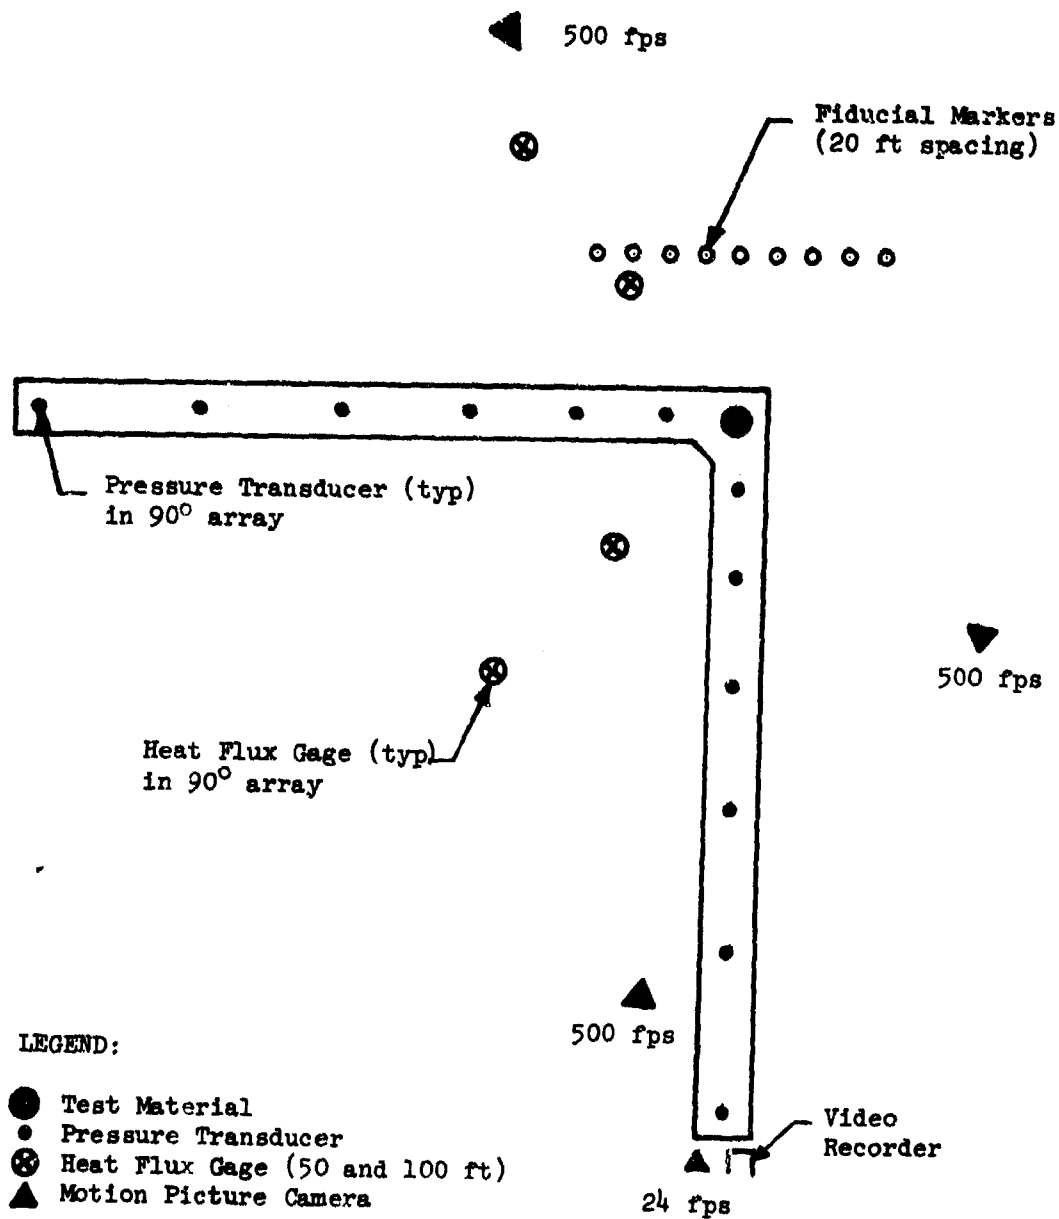 500 fps
Fiducial Markers
(20 ft spacing)
Pressure Transducer (typ)
in 90° array
500 fps
Heat Flux Gage (typ)
in 90° array
500 fps
LEGEND:
Test Material
Pressure Transducer
Heat Flux Gage (50 and 100 ft)
Motion Picture Camera
Video
Recorder
24 fps